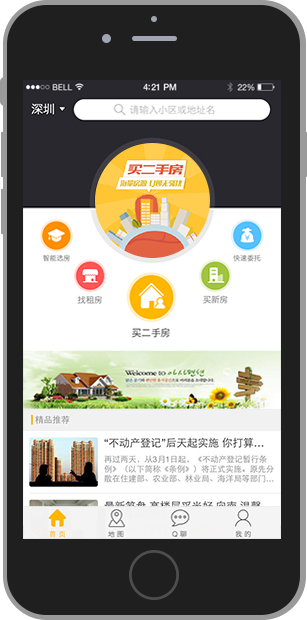 BELL 4:21 PM 22%
深圳 请输入小区或地址名
买二手房
智能选房
快速委托
找租房
买新房
买二手房
Welcome to
精品推荐
“不动产登记”后天起实施 你打算…
再过两天，从3月1日起，《不动产登记暂行条
例》（以下简称《条例》）将正式实施。原先分
散在住建部、农业部、林业局、海洋局等部门…
首页 地图 Q聊 我的